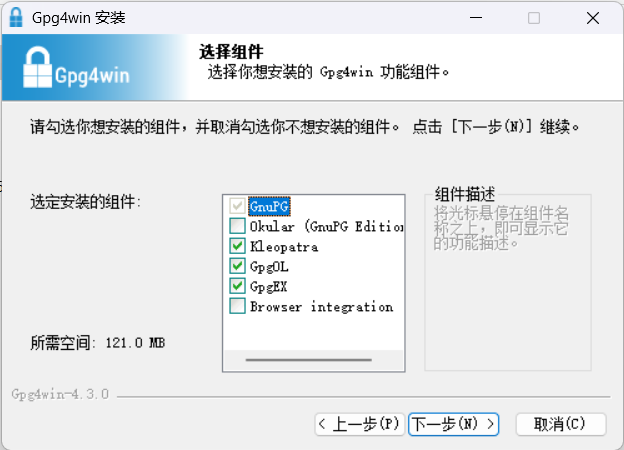 Gpg4win 安装
Gpg4win
选择组件
选择你想安装的 Gpg4win 功能组件。
请勾选你想安装的组件，并取消勾选你不想安装的组件。 点击 [下一步(N)] 继续。
选定安装的组件:
GnuPG
Okular (GnuPG Edition
Kleopatra
GpgOL
GpgEX
Browser integration
组件描述
将光标悬停在组件名
称之上，即可显示它
的功能描述。
所需空间: 121.0 MB
Gpg4win-4.3.0
< 上一步(P)
下一步(N) >
取消(C)